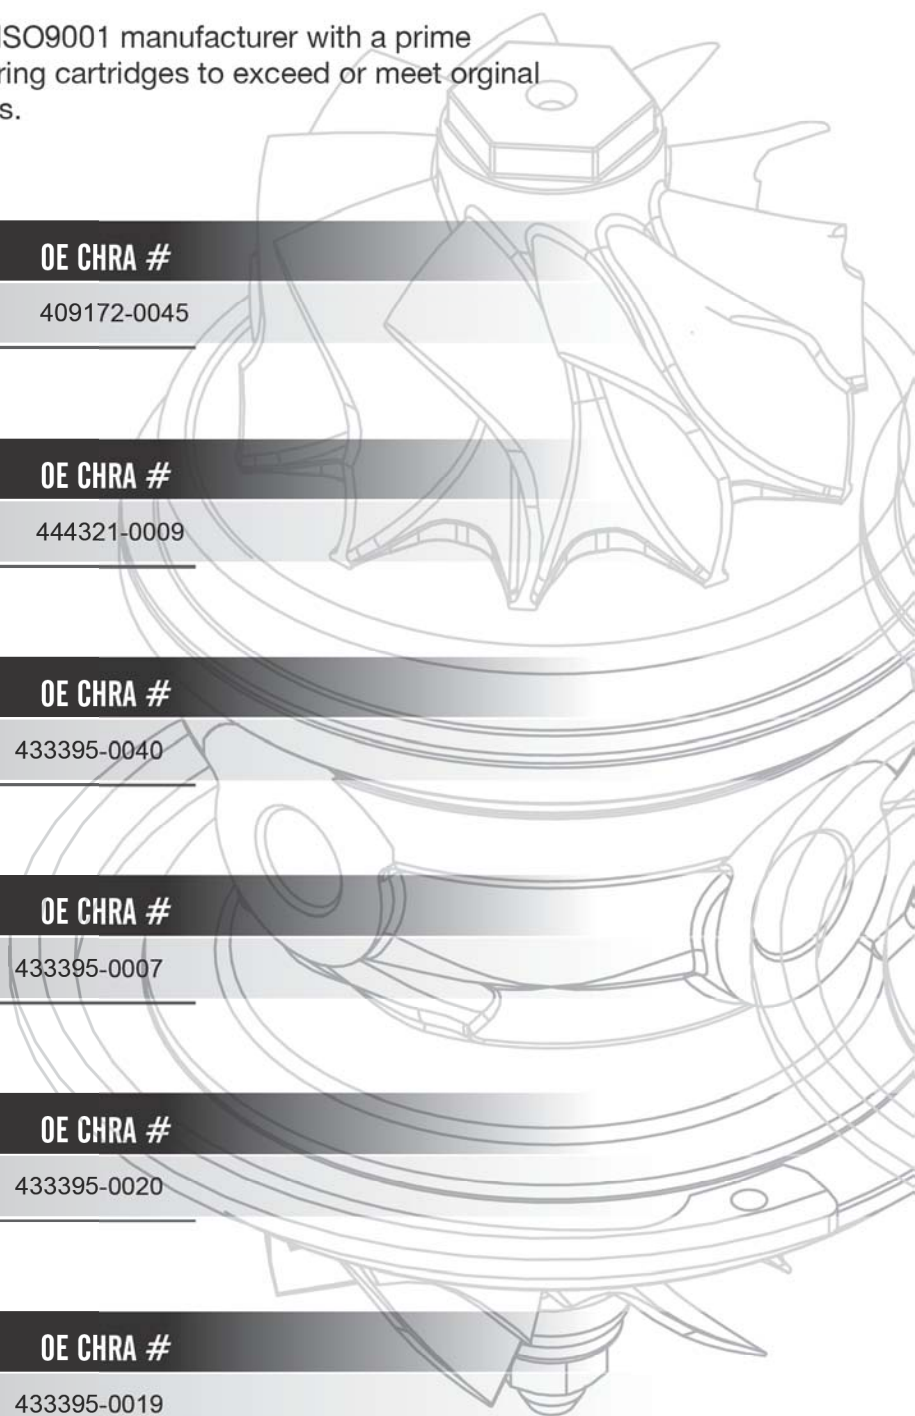 ISO9001 manufacturer with a prime
ring cartridges to exceed or meet orginal
s.
OE CHRA #
409172-0045
OE CHRA #
444321-0009
OE CHRA #
433395-0040
OE CHRA #
433395-0007
OE CHRA #
433395-0020
OE CHRA #
433395-0019